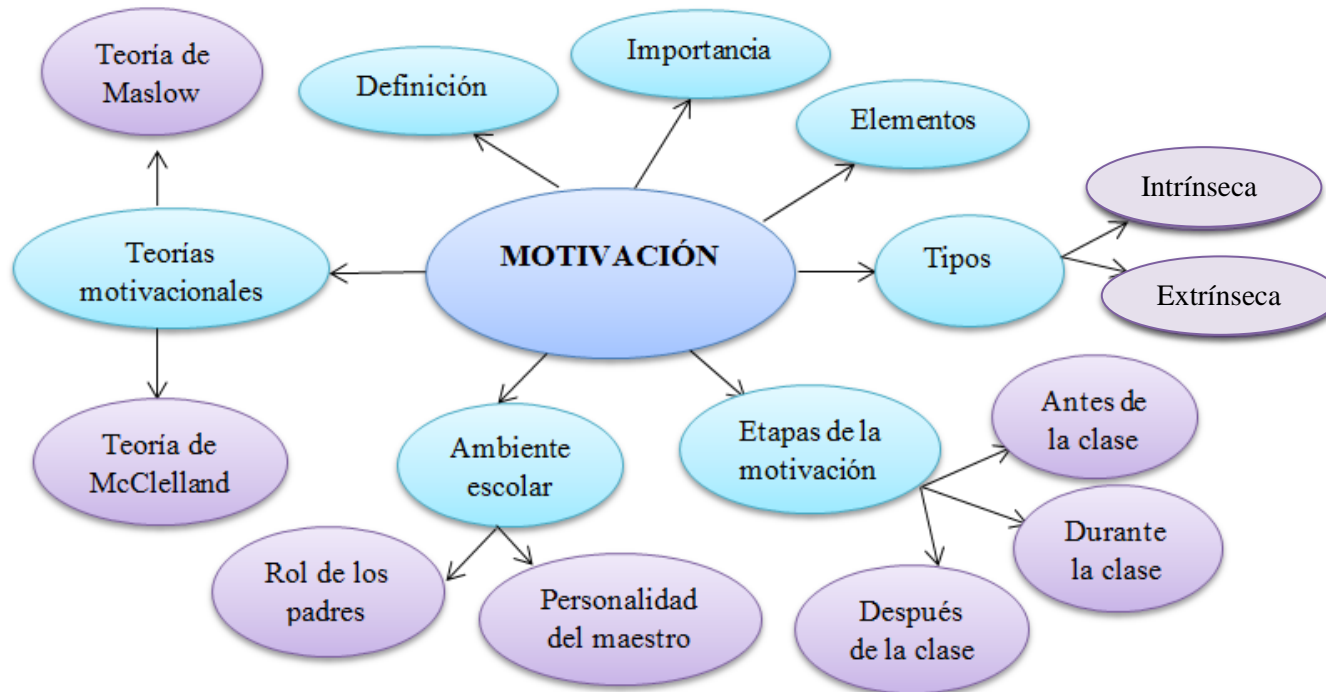 Teoría de
Maslow
Definición
Importancia
Elementos
Intrínseca
Teorías
motivacionales
MOTIVACIÓN
Tipos
Extrínseca
Teoría de
McClelland
Ambiente
escolar
Etapas de la
motivación
Antes de
la clase
Rol de los
padres
Personalidad
del maestro
Después
de la clase
Durante
la clase